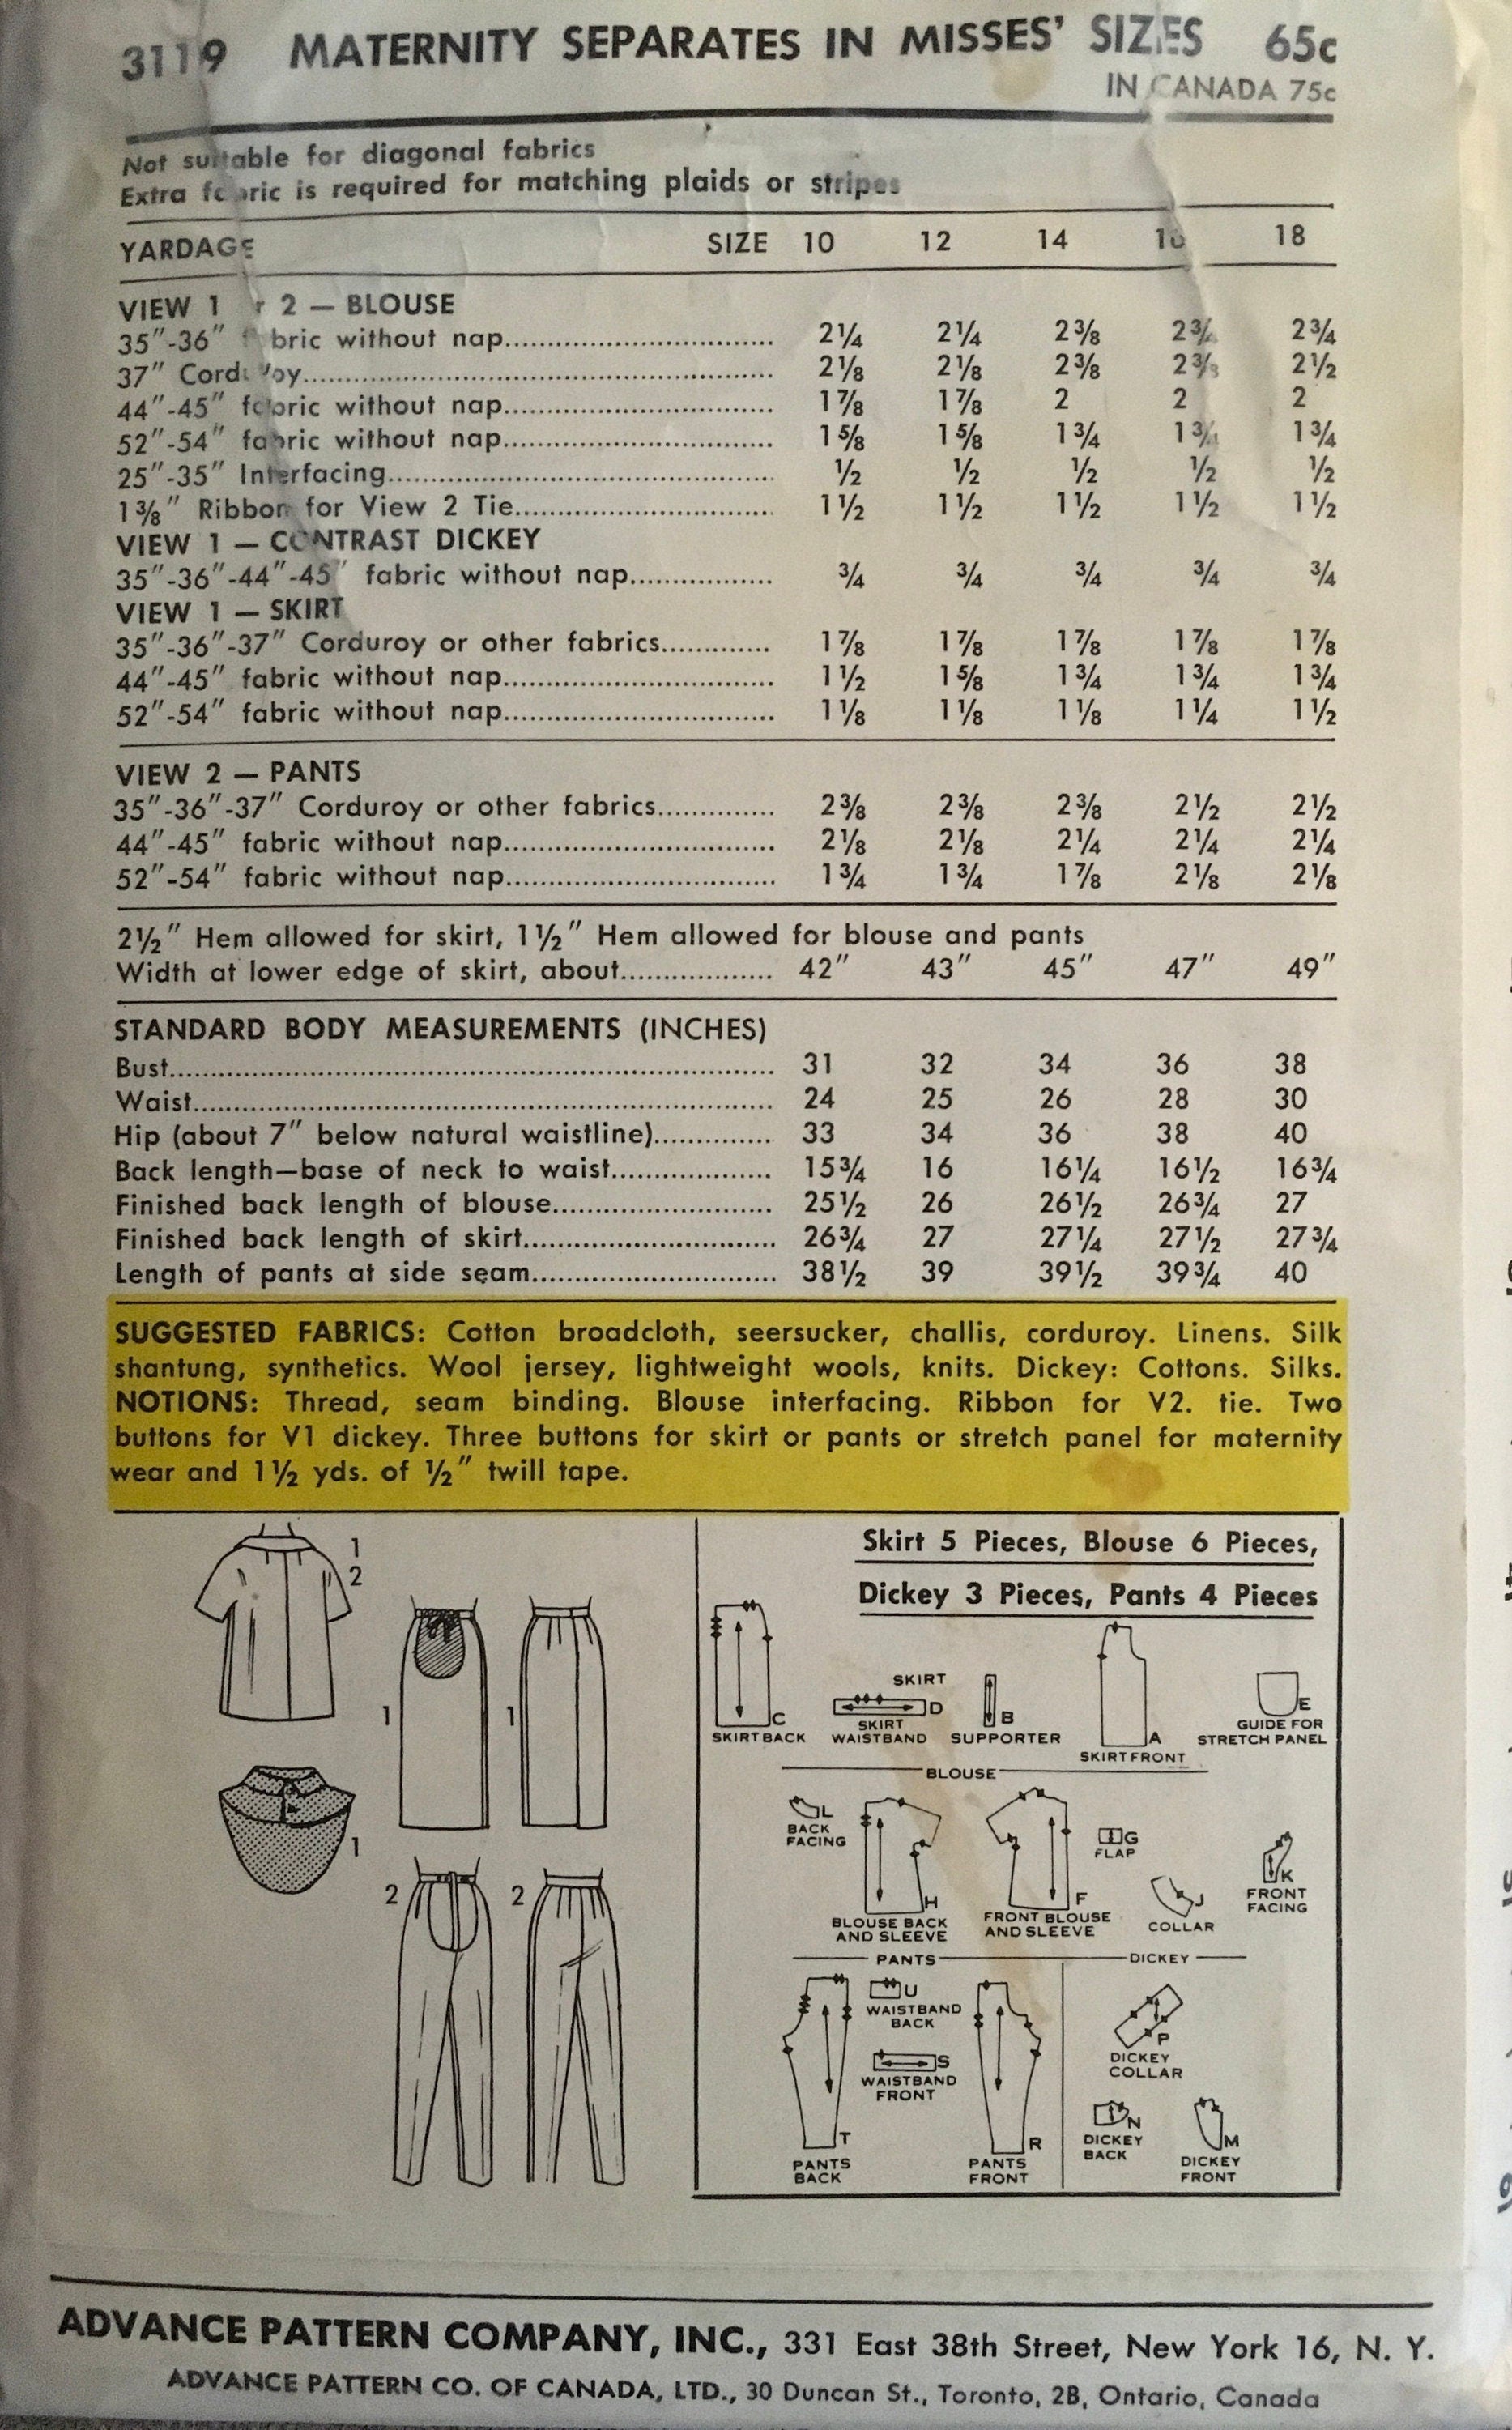 3119 MATERNITY SEPARATES IN MISSES' SIZES 65c
IN CANADA 75c
Not suitable for diagonal fabrics
Extra fabric is required for matching plaids or stripes
YARDAGE SIZE 10 12 14 16 18
VIEW 1 or 2 — BLOUSE
35"-36" fabric without nap 2¼ 2¼ 2⅜ 2¾ 2¾
37" Corduroy 2⅛ 2⅛ 2⅜ 2⅜ 2½
44"-45" fabric without nap 1⅞ 1⅞ 2 2 2
52"-54" fabric without nap 1⅝ 1⅝ 1¾ 1¾ 1¾
25"-35" Interfacing ½ ½ ½ ½ ½
1⅜" Ribbon for View 2 Tie 1½ 1½ 1½ 1½ 1½
VIEW 1 — CONTRAST DICKEY
35"-36"-44"-45" fabric without nap ¾ ¾ ¾ ¾ ¾
VIEW 1 — SKIRT
35"-36"-37" Corduroy or other fabrics 1⅞ 1⅞ 1⅞ 1⅞ 1⅞
44"-45" fabric without nap 1½ 1⅝ 1¾ 1¾ 1¾
52"-54" fabric without nap 1⅛ 1⅛ 1⅛ 1¼ 1½
VIEW 2 — PANTS
35"-36"-37" Corduroy or other fabrics 2⅜ 2⅜ 2⅜ 2½ 2½
44"-45" fabric without nap 2⅛ 2⅛ 2¼ 2¼ 2¼
52"-54" fabric without nap 1¾ 1¾ 1⅞ 2⅛ 2⅛
2½" Hem allowed for skirt, 1½" Hem allowed for blouse and pants
Width at lower edge of skirt, about 42" 43" 45" 47" 49"
STANDARD BODY MEASUREMENTS (INCHES)
Bust 31 32 34 36 38
Waist 24 25 26 28 30
Hip (about 7" below natural waistline) 33 34 36 38 40
Back length—base of neck to waist 15¾ 16 16¼ 16½ 16¾
Finished back length of blouse 25½ 26 26½ 26¾ 27
Finished back length of skirt 26¾ 27 27¼ 27½ 27¾
Length of pants at side seam 38½ 39 39½ 39¾ 40
SUGGESTED FABRICS: Cotton broadcloth, seersucker, challis, corduroy. Linens. Silk
shantung, synthetics. Wool jersey, lightweight wools, knits. Dickey: Cottons. Silks.
NOTIONS: Thread, seam binding. Blouse interfacing. Ribbon for V2. tie. Two
buttons for V1 dickey. Three buttons for skirt or pants or stretch panel for maternity
wear and 1½ yds. of ½" twill tape.
1
2
1
1
1
2
2
Skirt 5 Pieces, Blouse 6 Pieces,
Dickey 3 Pieces, Pants 4 Pieces
SKIRT
C
SKIRT BACK
D
SKIRT
WAISTBAND
B
SUPPORTER
A
SKIRT FRONT
E
GUIDE FOR
STRETCH PANEL
BLOUSE
L
BACK
FACING
H
BLOUSE BACK
AND SLEEVE
F
FRONT BLOUSE
AND SLEEVE
G
FLAP
J
COLLAR
K
FRONT
FACING
PANTS
T
PANTS
BACK
U
WAISTBAND
BACK
S
WAISTBAND
FRONT
R
PANTS
FRONT
DICKEY
P
DICKEY
COLLAR
N
DICKEY
BACK
M
DICKEY
FRONT
ADVANCE PATTERN COMPANY, INC., 331 East 38th Street, New York 16, N. Y.
ADVANCE PATTERN CO. OF CANADA, LTD., 30 Duncan St., Toronto, 2B, Ontario, Canada